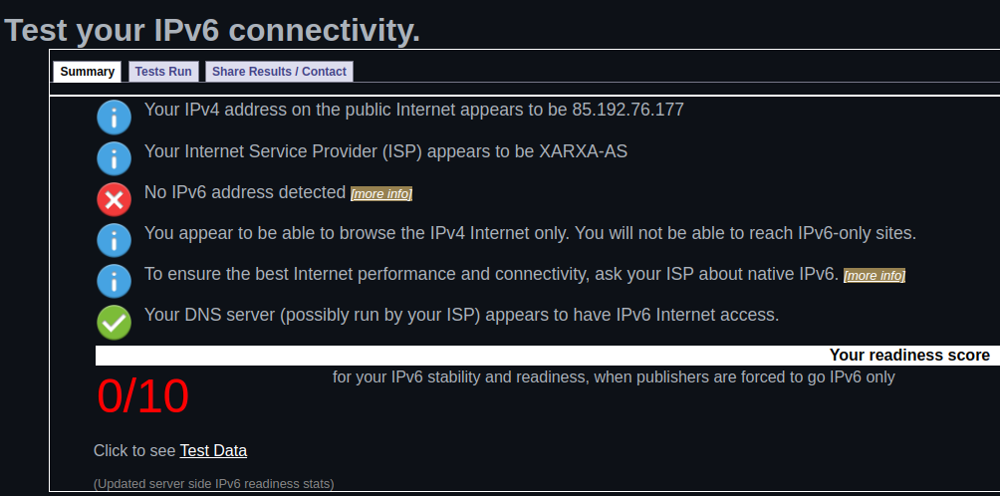 Test your IPv6 connectivity.
Summary Tests Run Share Results / Contact
Your IPv4 address on the public Internet appears to be 85.192.76.177
Your Internet Service Provider (ISP) appears to be XARXA-AS
No IPv6 address detected [more info]
You appear to be able to browse the IPv4 Internet only. You will not be able to reach IPv6-only sites.
To ensure the best Internet performance and connectivity, ask your ISP about native IPv6. [more info]
Your DNS server (possibly run by your ISP) appears to have IPv6 Internet access.
Your readiness score
0/10 for your IPv6 stability and readiness, when publishers are forced to go IPv6 only
Click to see Test Data
(Updated server side IPv6 readiness stats)